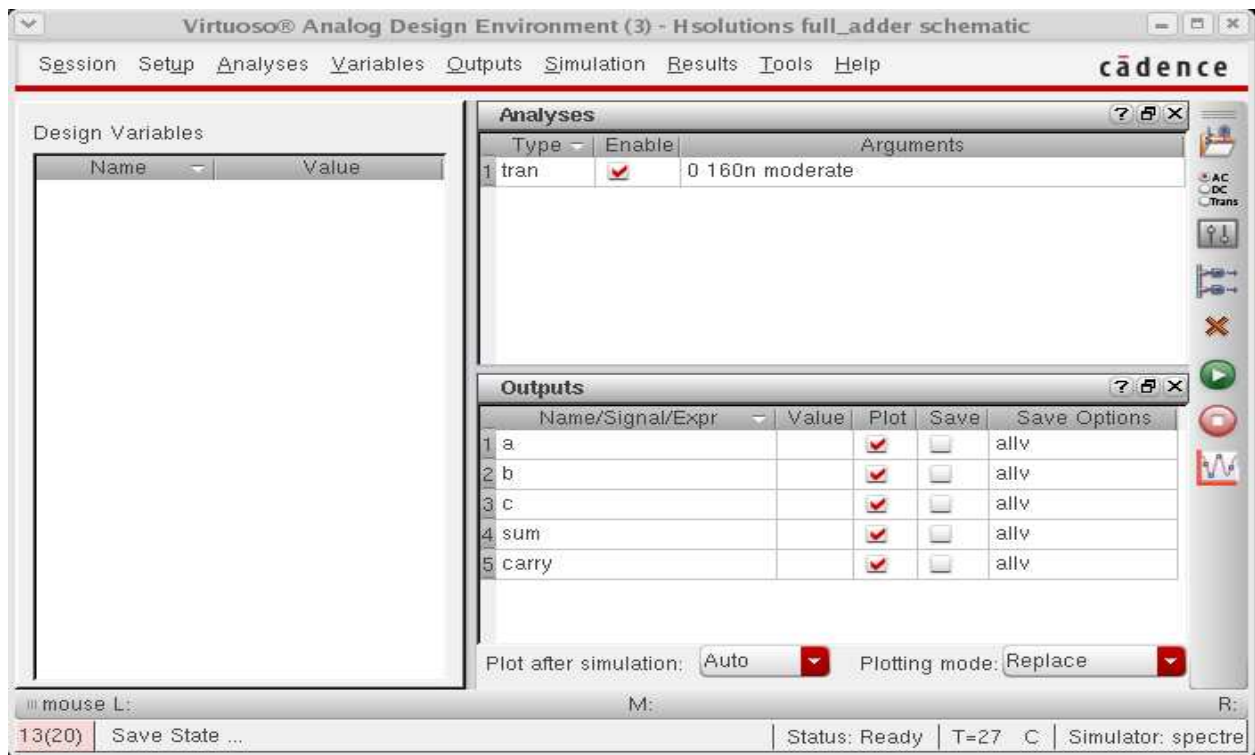 Virtuoso® Analog Design Environment (3) - Hsolutions full_adder schematic
Session Setup Analyses Variables Outputs Simulation Results Tools Help cādence
Design Variables
Name Value
Analyses
Type Enable Arguments
1 tran 0 160n moderate
AC
DC
Trans
Outputs
Name/Signal/Expr Value Plot Save Save Options
1 a allv
2 b allv
3 c allv
4 sum allv
5 carry allv
Plot after simulation: Auto Plotting mode: Replace
mouse L: M: R:
13(20) Save State ... Status: Ready T=27 C Simulator: spectre